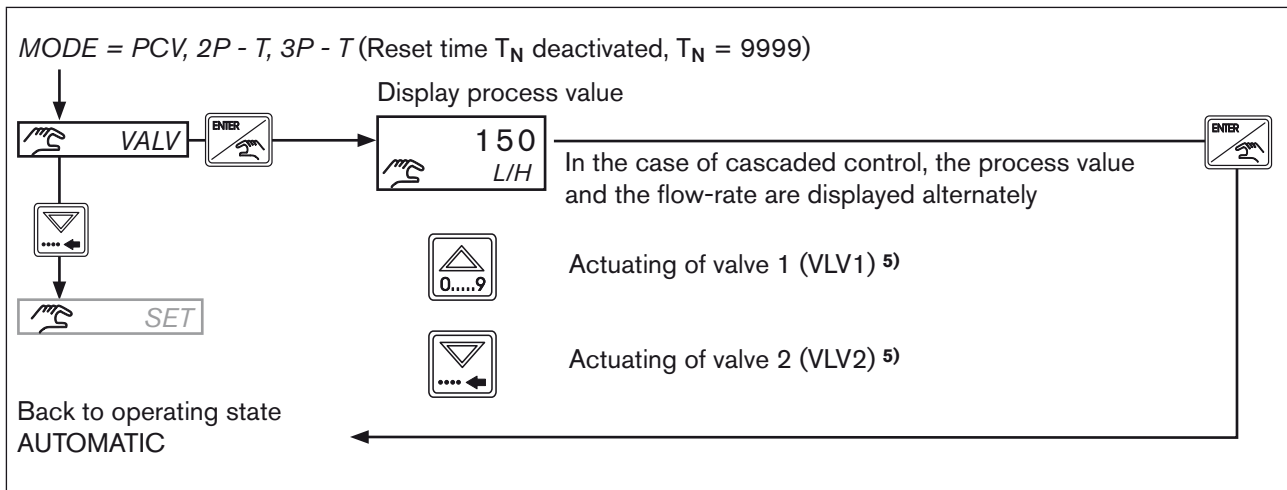 MODE = PCV, 2P - T, 3P - T (Reset time TN deactivated, TN = 9999)
Display process value
VALV
ENTER
150
L/H
ENTER
In the case of cascaded control, the process value
and the flow-rate are displayed alternately
0.....9
Actuating of valve 1 (VLV1) 5)
SET
Actuating of valve 2 (VLV2) 5)
Back to operating state
AUTOMATIC